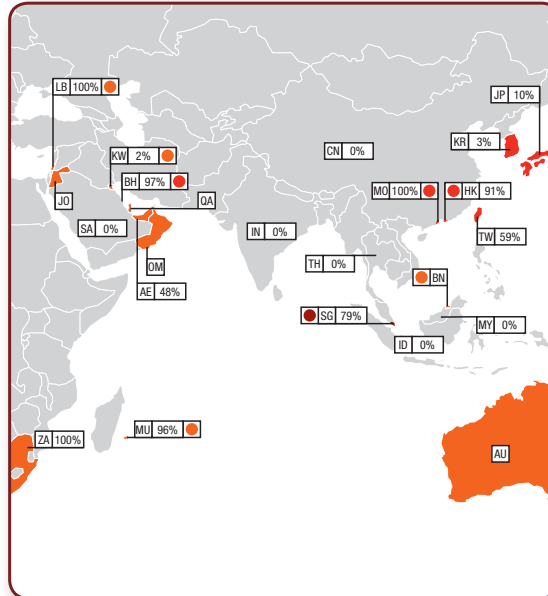 LB 100%
JP 10%
KR 3%
KW 2%
CN 0%
BH 97%
MO 100%
HK 91%
JO
QA
SA 0%
IN 0%
TW 59%
TH 0%
OM
BN
AE 48%
SG 79%
MY 0%
ID 0%
MU 96%
ZA 100%
AU